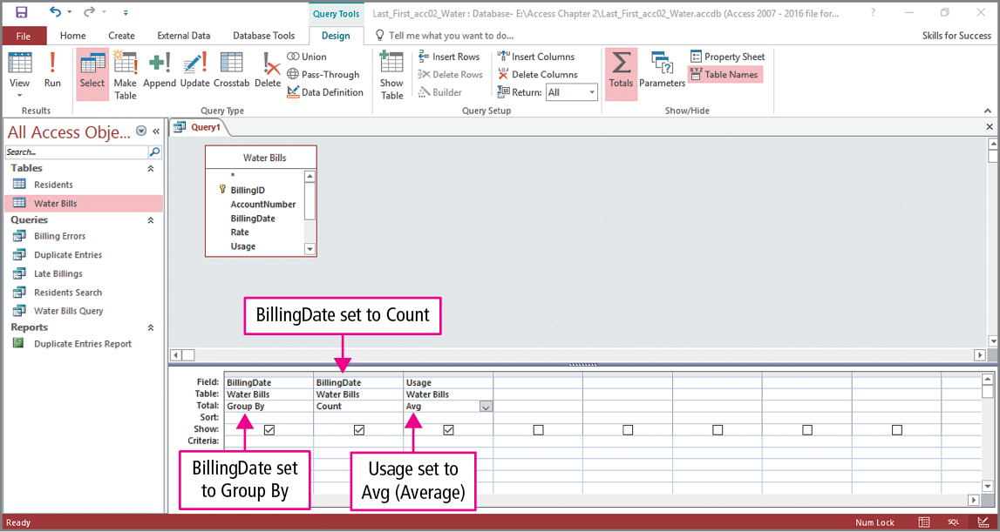 Query Tools
Last_First_acc02_Water : Database- E:\Access Chapter 2\Last_First_acc02_Water.accdb (Access 2007 - 2016 file for...
?
File Home Create External Data Database Tools Design Tell me what you want to do... Skills for Success
View
Run
Select
Make Table
Append
Update
Crosstab
Delete
Union
Pass-Through
Data Definition
Show Table
Insert Rows
Delete Rows
Builder
Insert Columns
Delete Columns
Return: All
Totals
Parameters
Property Sheet
XYZ Table Names
Results Query Type Query Setup Show/Hide
All Access Obje...
Search...
Tables
Residents
Water Bills
Queries
Billing Errors
Duplicate Entries
Late Billings
Residents Search
Water Bills Query
Reports
Duplicate Entries Report
Query1
Water Bills
*
BillingID
AccountNumber
BillingDate
Rate
Usage
BillingDate set to Count
Field: BillingDate BillingDate Usage
Table: Water Bills Water Bills Water Bills
Total: Group By Count Avg
Sort:
Show:
Criteria:
BillingDate set
to Group By
Usage set to
Avg (Average)
Ready Num Lock SQL